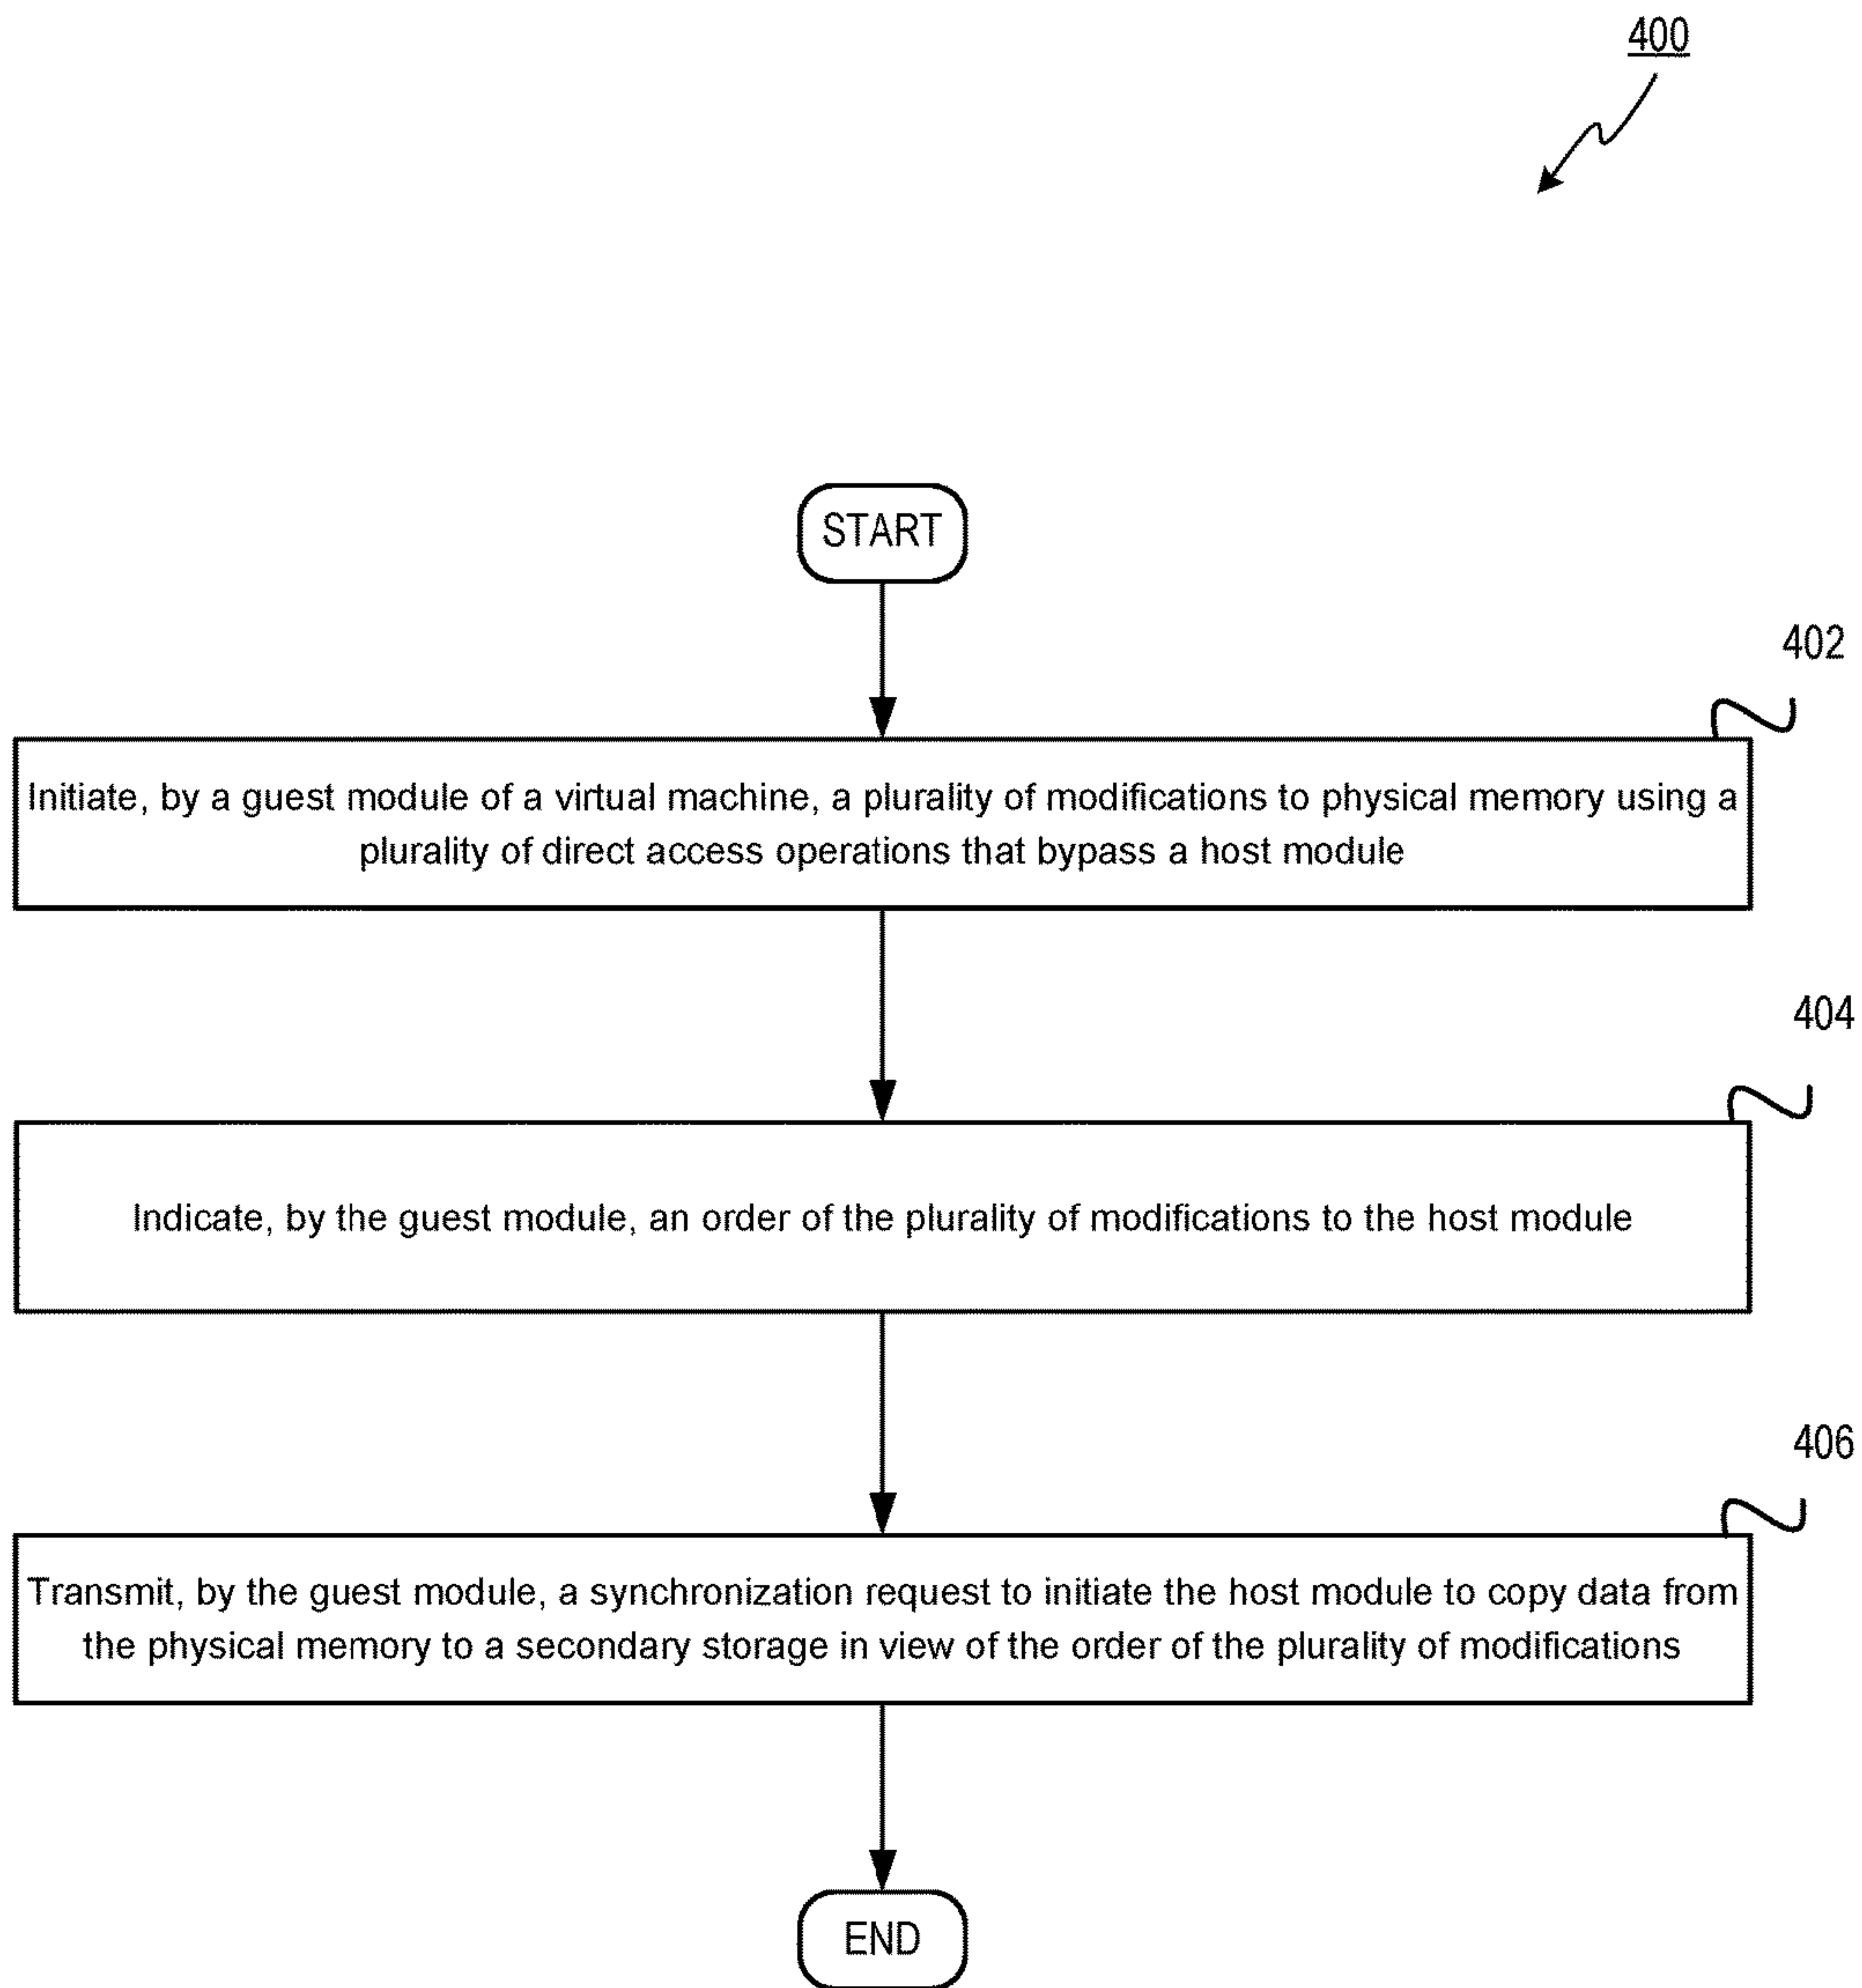 400
START
402
Initiate, by a guest module of a virtual machine, a plurality of modifications to physical memory using a
plurality of direct access operations that bypass a host module
404
Indicate, by the guest module, an order of the plurality of modifications to the host module
406
Transmit, by the guest module, a synchronization request to initiate the host module to copy data from
the physical memory to a secondary storage in view of the order of the plurality of modifications
END